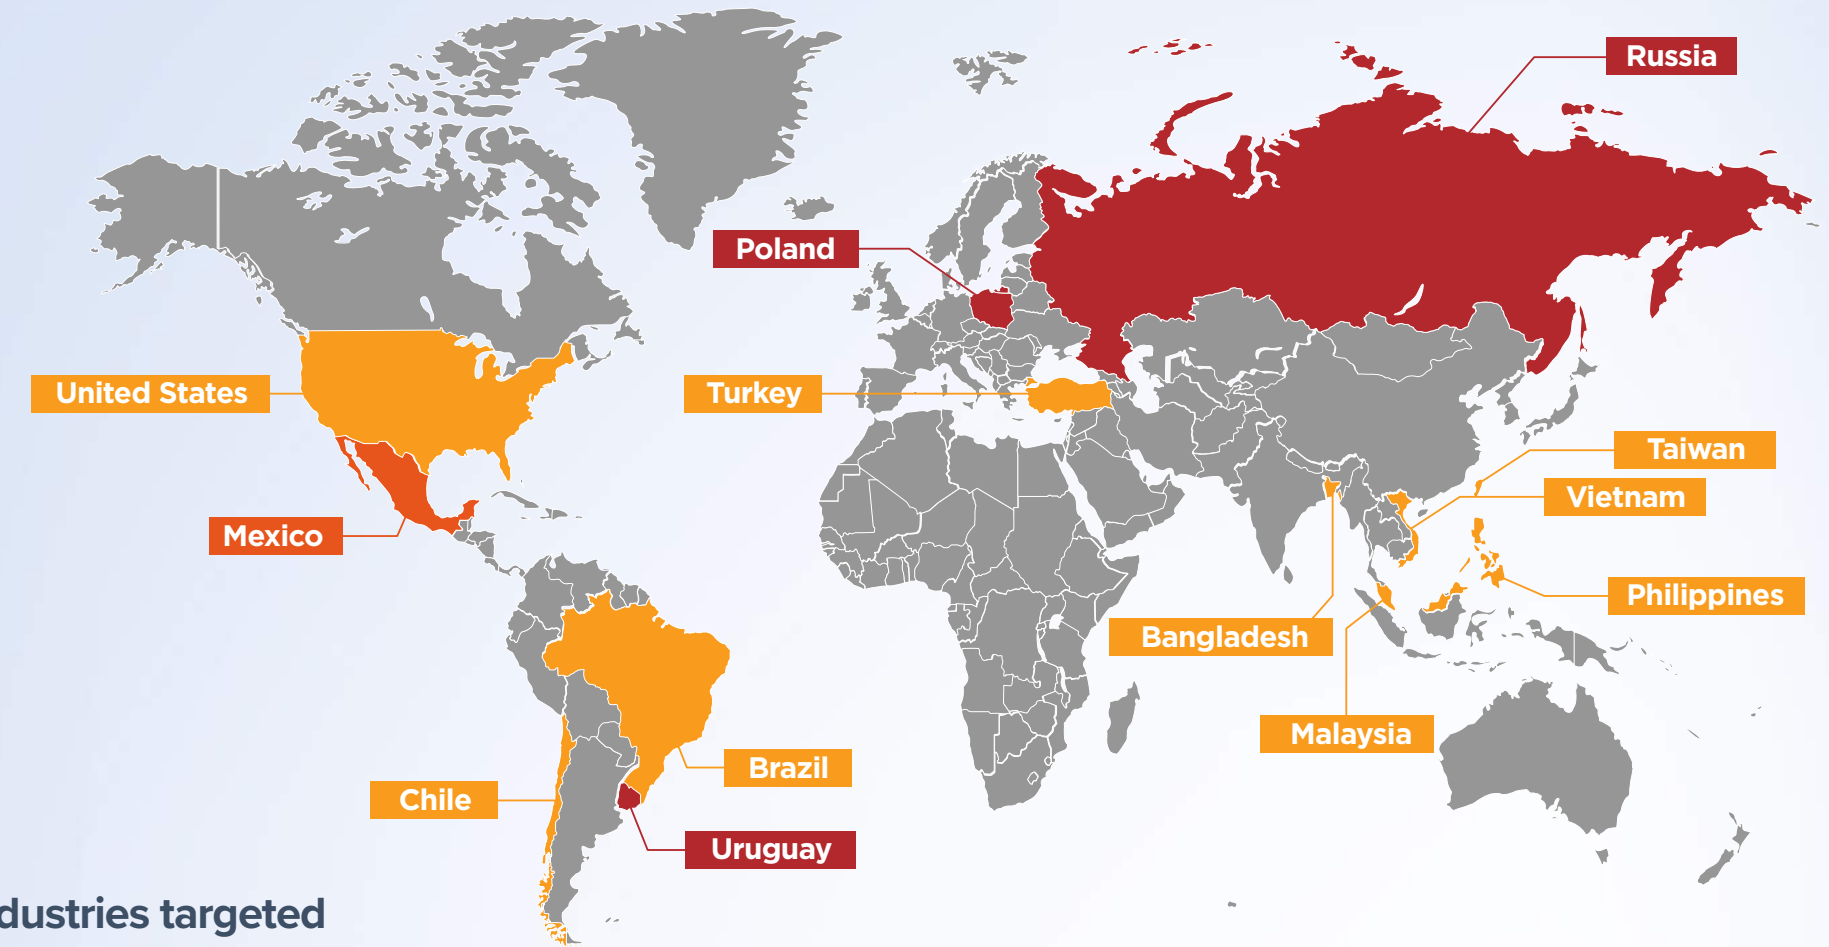 Russia
Poland
United States
Turkey
Taiwan
Vietnam
Mexico
Philippines
Bangladesh
Malaysia
Brazil
Chile
Uruguay
dustries targeted